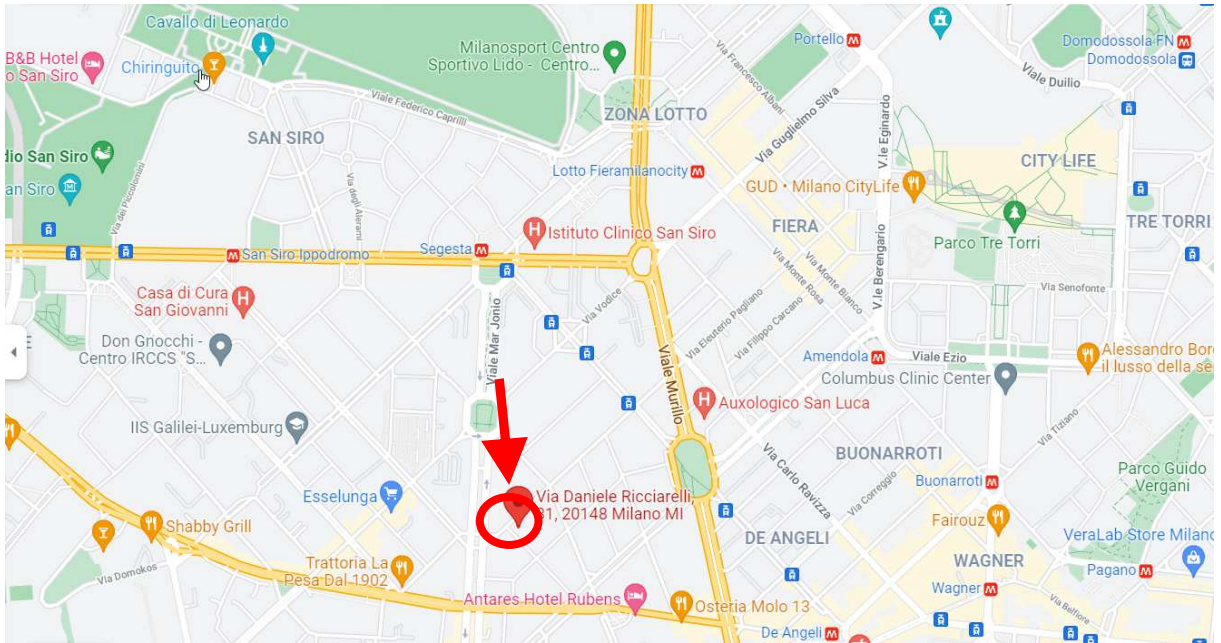 Cavallo di Leonardo
B&B Hotel
o San Siro
Chiringuito
Milanosport Centro
Sportivo Lido - Centro...
Portello M
Domodossola FN M
Domodossola
Viale Duilio
Via Francesco Albani
Via Guglielmo Silva
V.le Eginardo
Viale Federico Caprilli
ZONA LOTTO
SAN SIRO
dio San Siro
an Siro
Via dei Piccolomini
Via degli Alerami
Lotto Fieramilanocity M
GUD • Milano CityLife
CITY LIFE
TRE TORRI
FIERA
Parco Tre Torri
Istituto Clinico San Siro
Segesta M
M San Siro Ippodromo
Via Monte Bianco
Via Monte Rosa
V.le Berengario
Via Senofonte
Casa di Cura
San Giovanni
Via Vodice
Via Eleuterio Pagliano
Via Filippo Carcano
Don Gnocchi -
Centro IRCCS "S...
E
Viale Mar Jonio
Viale Murillo
Amendola M
Viale Ezio
Alessandro Bor
il lusso della se
Columbus Clinic Center
Auxologico San Luca
IIS Galilei-Luxemburg
Via Tiziano
BUONARROTI
Via Carlo Ravizza
Via Correggio
Buonarroti M
Parco Guido
Vergani
Esselunga
Via Daniele Ricciarelli,
31, 20148 Milano MI
Shabby Grill
Fairouz
VeraLab Store Milano
DE ANGELI
WAGNER
Pagano M
Trattoria La
Pesa Dal 1902
Via Domokos
Antares Hotel Rubens
Osteria Molo 13
Wagner M
Via Belfiore
De Angeli M